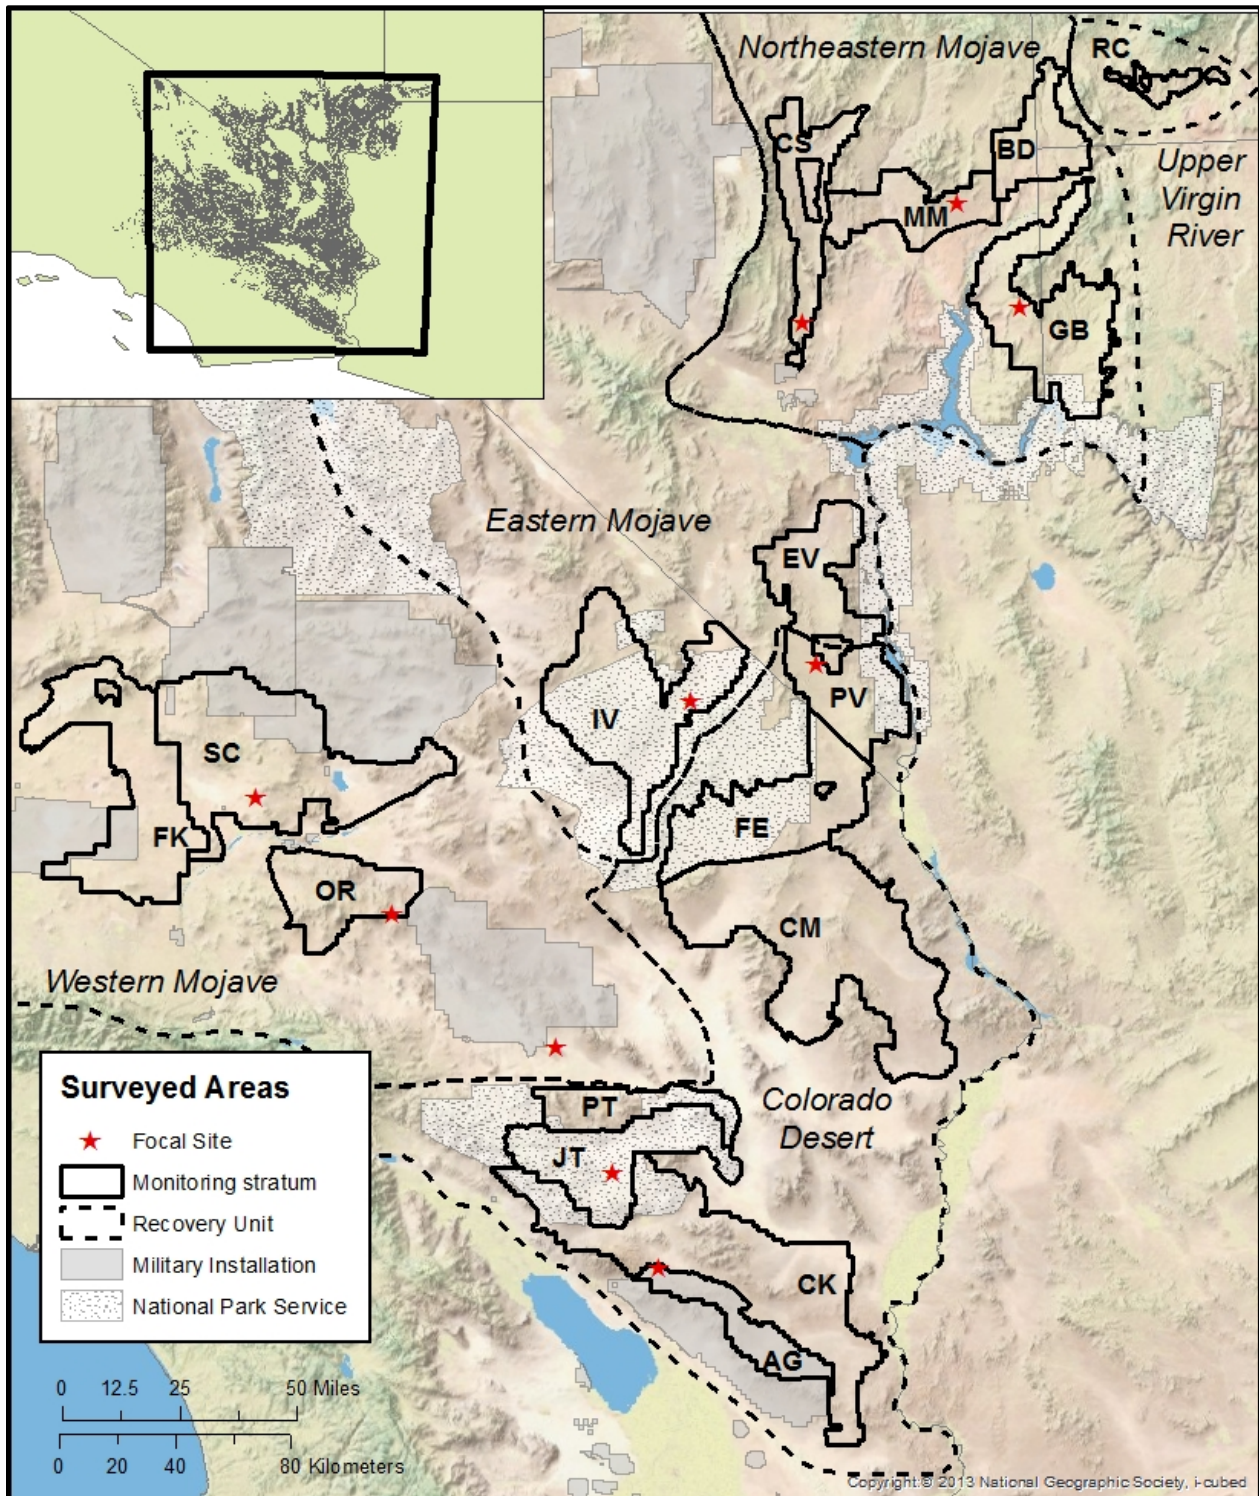 Northeastern Mojave
RC
CS
BD
Upper
Virgin
River
MM
GB
Eastern Mojave
EV
PV
IV
SC
FE
FK
OR
CM
Western Mojave
Surveyed Areas
Focal Site
Monitoring stratum
Recovery Unit
Military Installation
National Park Service
PT
Colorado
Desert
JT
CK
AG
0 12.5 25 50 Miles
0 20 40 80 Kilometers
Copyright:© 2013 National Geographic Society, i-cubed